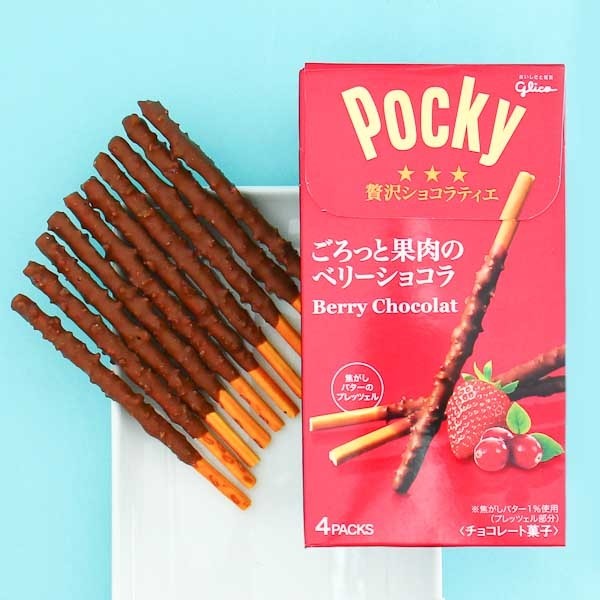 おいしさと健康
Glico
Pocky
贅沢ショコラティエ
ごろっと果肉の
ベリーショコラ
Berry Chocolat
焦がし
バターの
プレッツェル
※焦がしバター1%使用
(プレッツェル部分)
4PACKS
〈チョコレート菓子〉